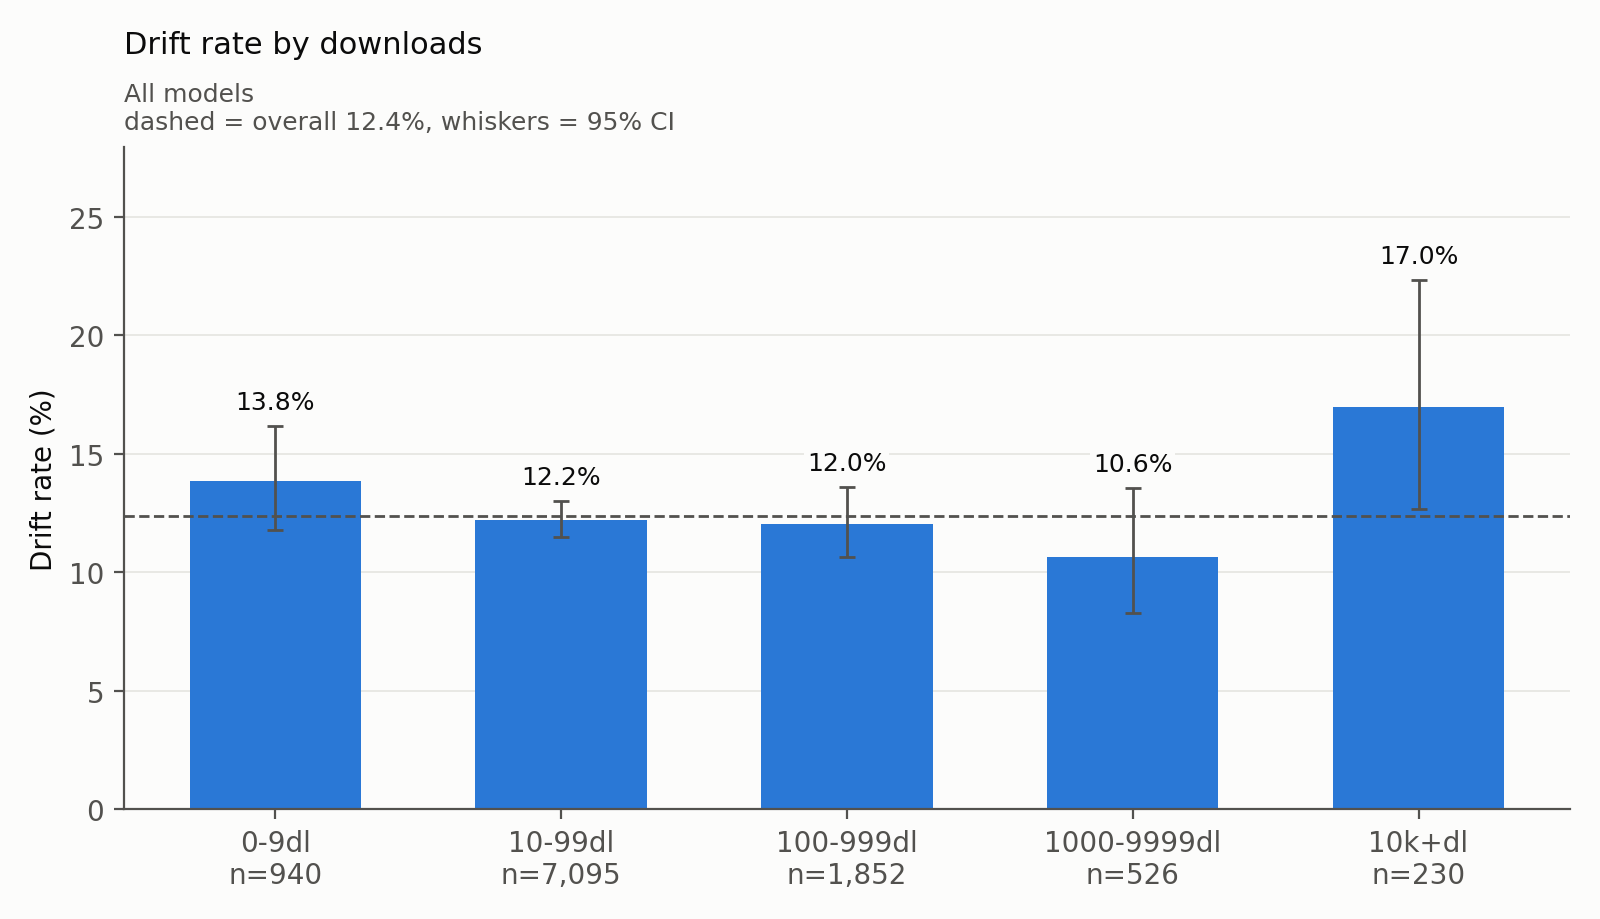 Drift rate by downloads
All models
dashed = overall 12.4%, whiskers = 95% CI
Drift rate (%)
25
20
15
10
5
0
13.8%
12.2%
12.0%
10.6%
17.0%
0-9dl
n=940
10-99dl
n=7,095
100-999dl
n=1,852
1000-9999dl
n=526
10k+dl
n=230